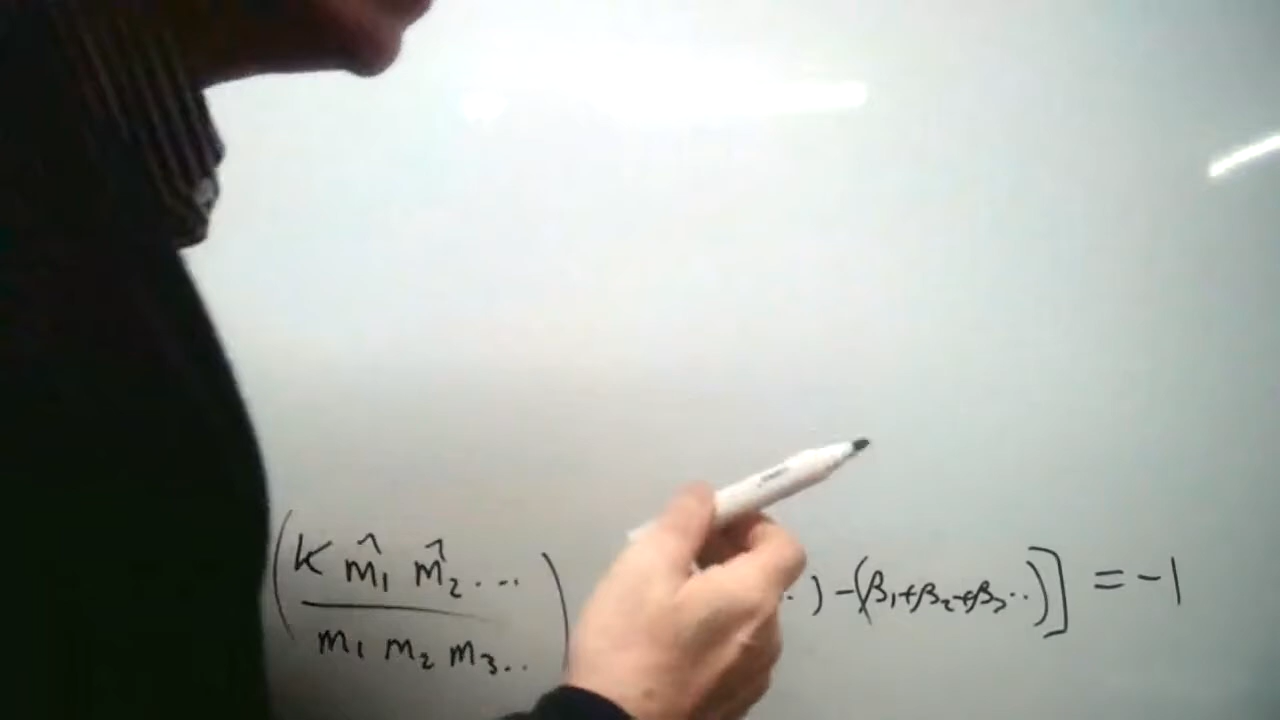 (K m̂₁ m̂₂ ... / m₁ m₂ m₃..) .) -(β₁+β₂+β₃..)] = -1